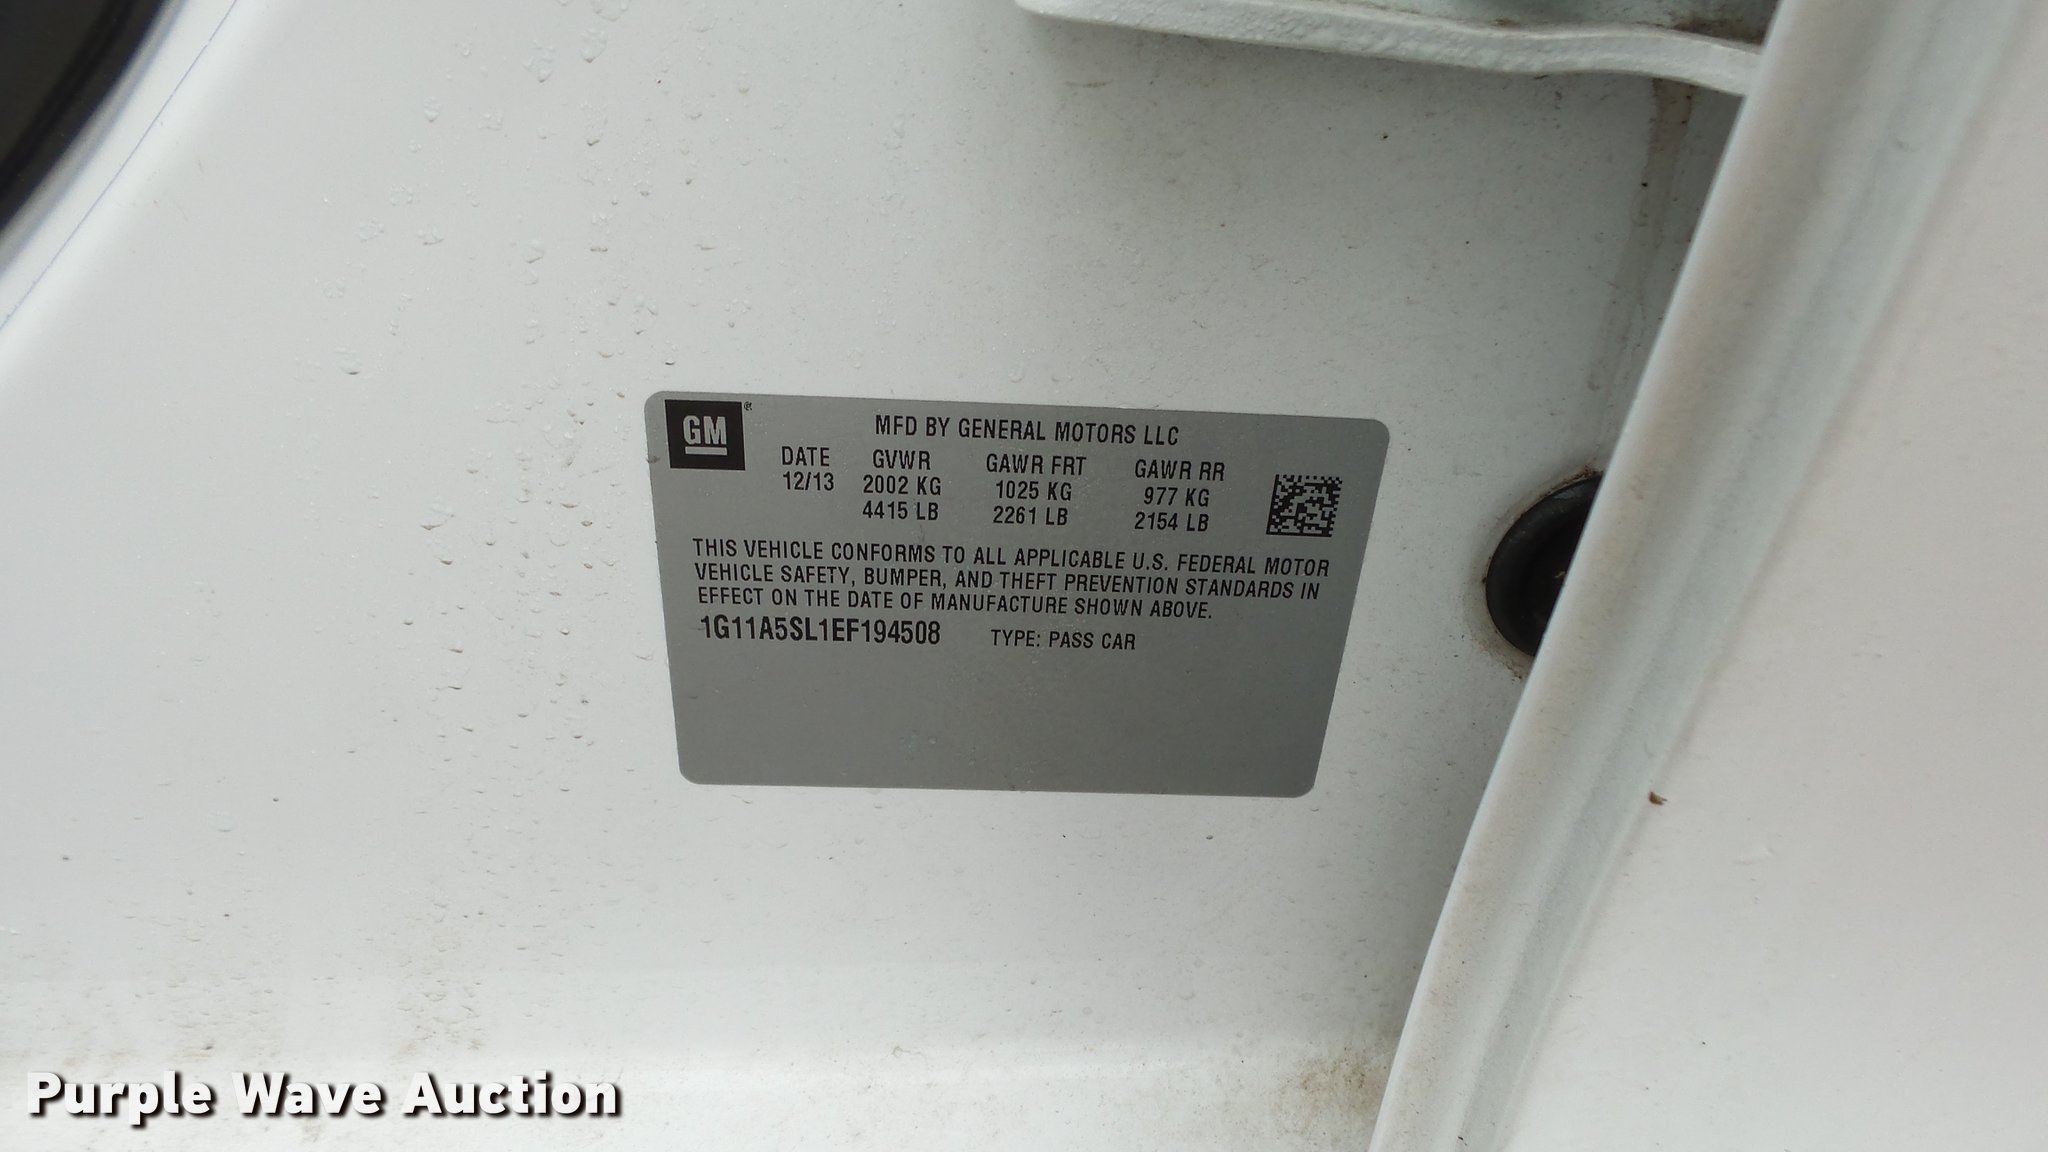 GM®
MFD BY GENERAL MOTORS LLC
DATE GVWR GAWR FRT GAWR RR
12/13 2002 KG 1025 KG 977 KG
4415 LB 2261 LB 2154 LB
THIS VEHICLE CONFORMS TO ALL APPLICABLE U.S. FEDERAL MOTOR
VEHICLE SAFETY, BUMPER, AND THEFT PREVENTION STANDARDS IN
EFFECT ON THE DATE OF MANUFACTURE SHOWN ABOVE.
1G11A5SL1EF194508 TYPE: PASS CAR
Purple Wave Auction